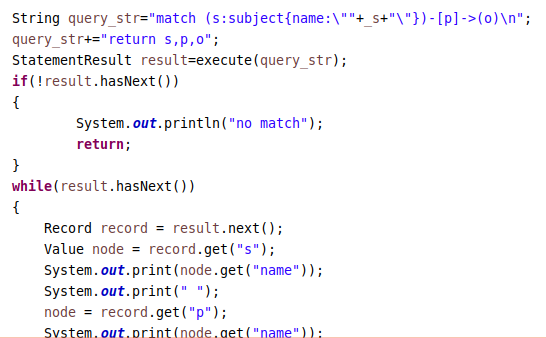 String query_str="match (s:subject{name:\""+_s+"\"})-[p]->(o)\n";
query_str+="return s,p,o";
StatementResult result=execute(query_str);
if(!result.hasNext())
{
        System.out.println("no match");
        return;
}
while(result.hasNext())
{
    Record record = result.next();
    Value node = record.get("s");
    System.out.print(node.get("name"));
    System.out.print(" ");
    node = record.get("p");
    System.out.print(node.get("name"));